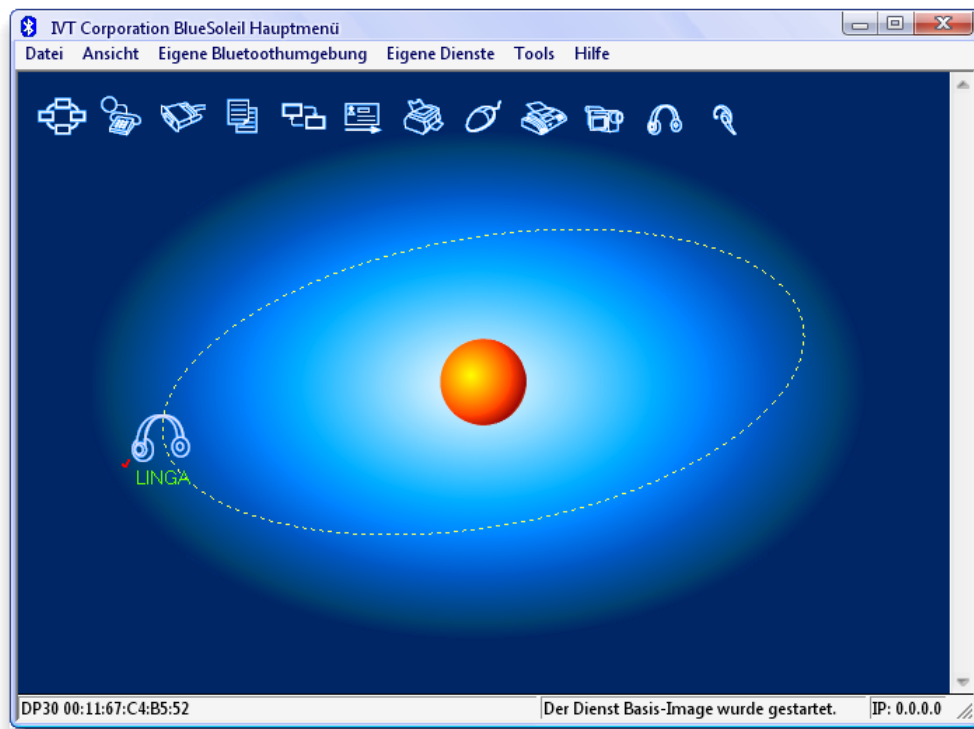 IVT Corporation BlueSoleil Hauptmenü
Datei Ansicht Eigene Bluetoothumgebung Eigene Dienste Tools Hilfe
LINGA
DP30 00:11:67:C4:B5:52 Der Dienst Basis-Image wurde gestartet. IP: 0.0.0.0